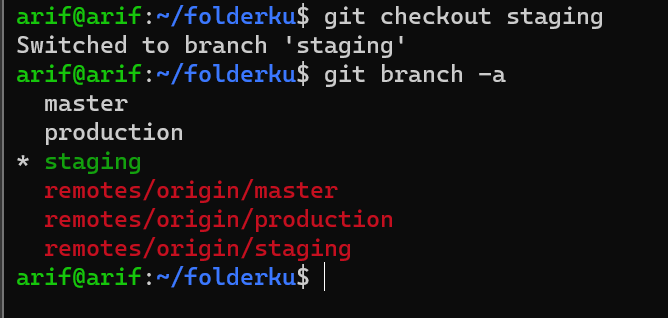 arif@arif:~/folderku$ git checkout staging
Switched to branch 'staging'
arif@arif:~/folderku$ git branch -a
  master
  production
* staging
  remotes/origin/master
  remotes/origin/production
  remotes/origin/staging
arif@arif:~/folderku$